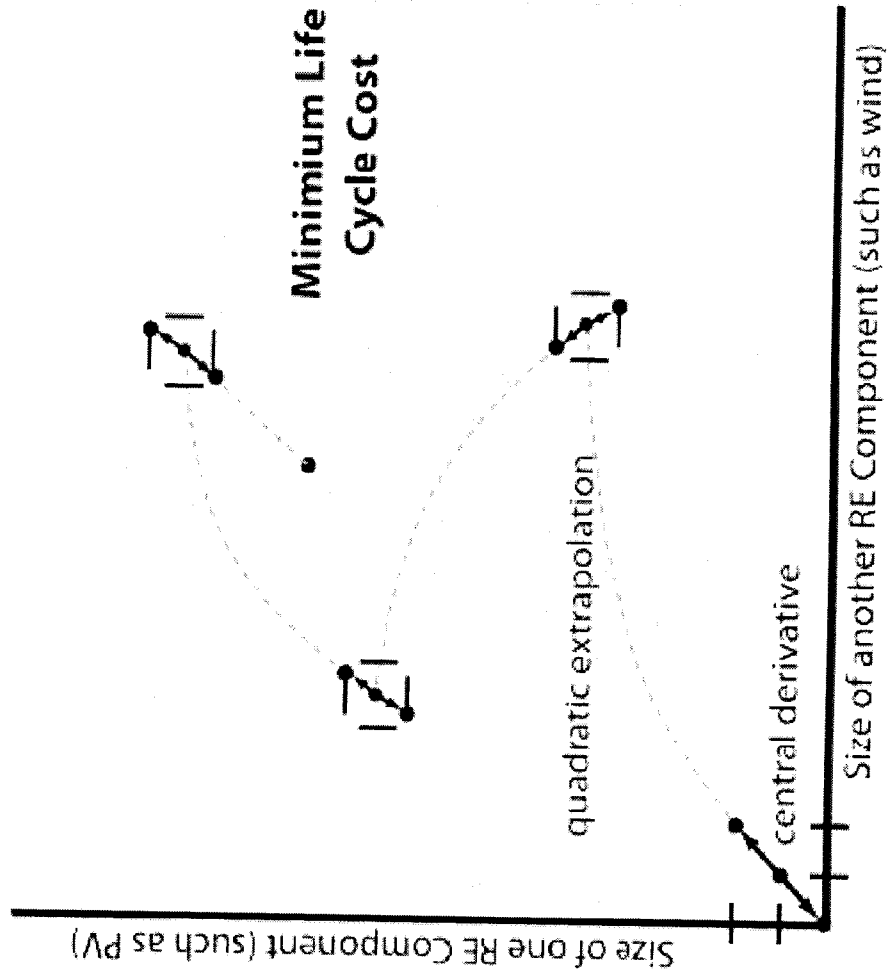 Minimium Life
Cycle Cost
quadratic extrapolation
central derivative
Size of another RE Component (such as wind)
Size of one RE Component (such as PV)